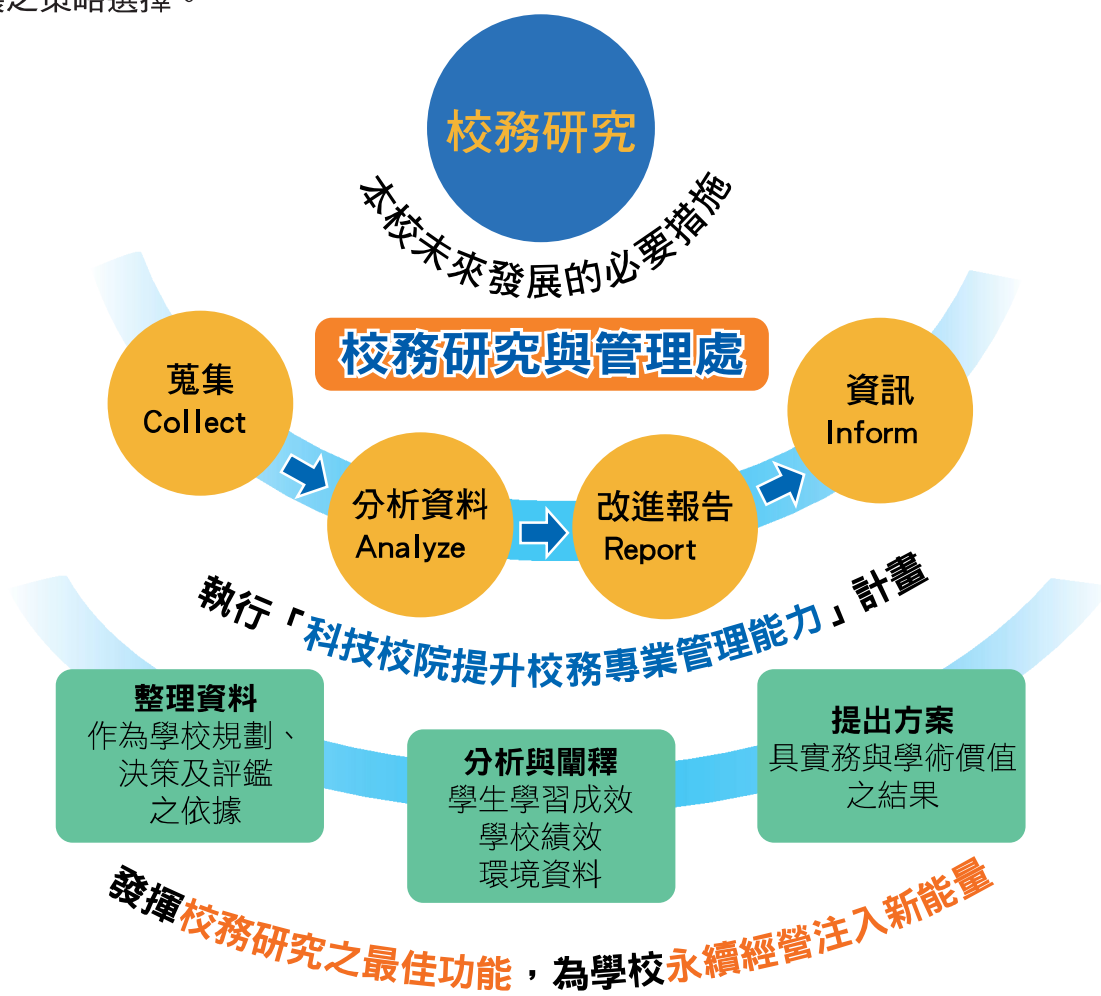 之策略選擇。
校務研究
本校未來發展的必要措施
校務研究與管理處
蒐集
Collect
分析資料
Analyze
改進報告
Report
資訊
Inform
執行「科技校院提升校務專業管理能力」計畫
整理資料
作為學校規劃、
決策及評鑑
之依據
分析與闡釋
學生學習成效
學校績效
環境資料
提出方案
具實務與學術價值
之結果
發揮校務研究之最佳功能，為學校永續經營注入新能量